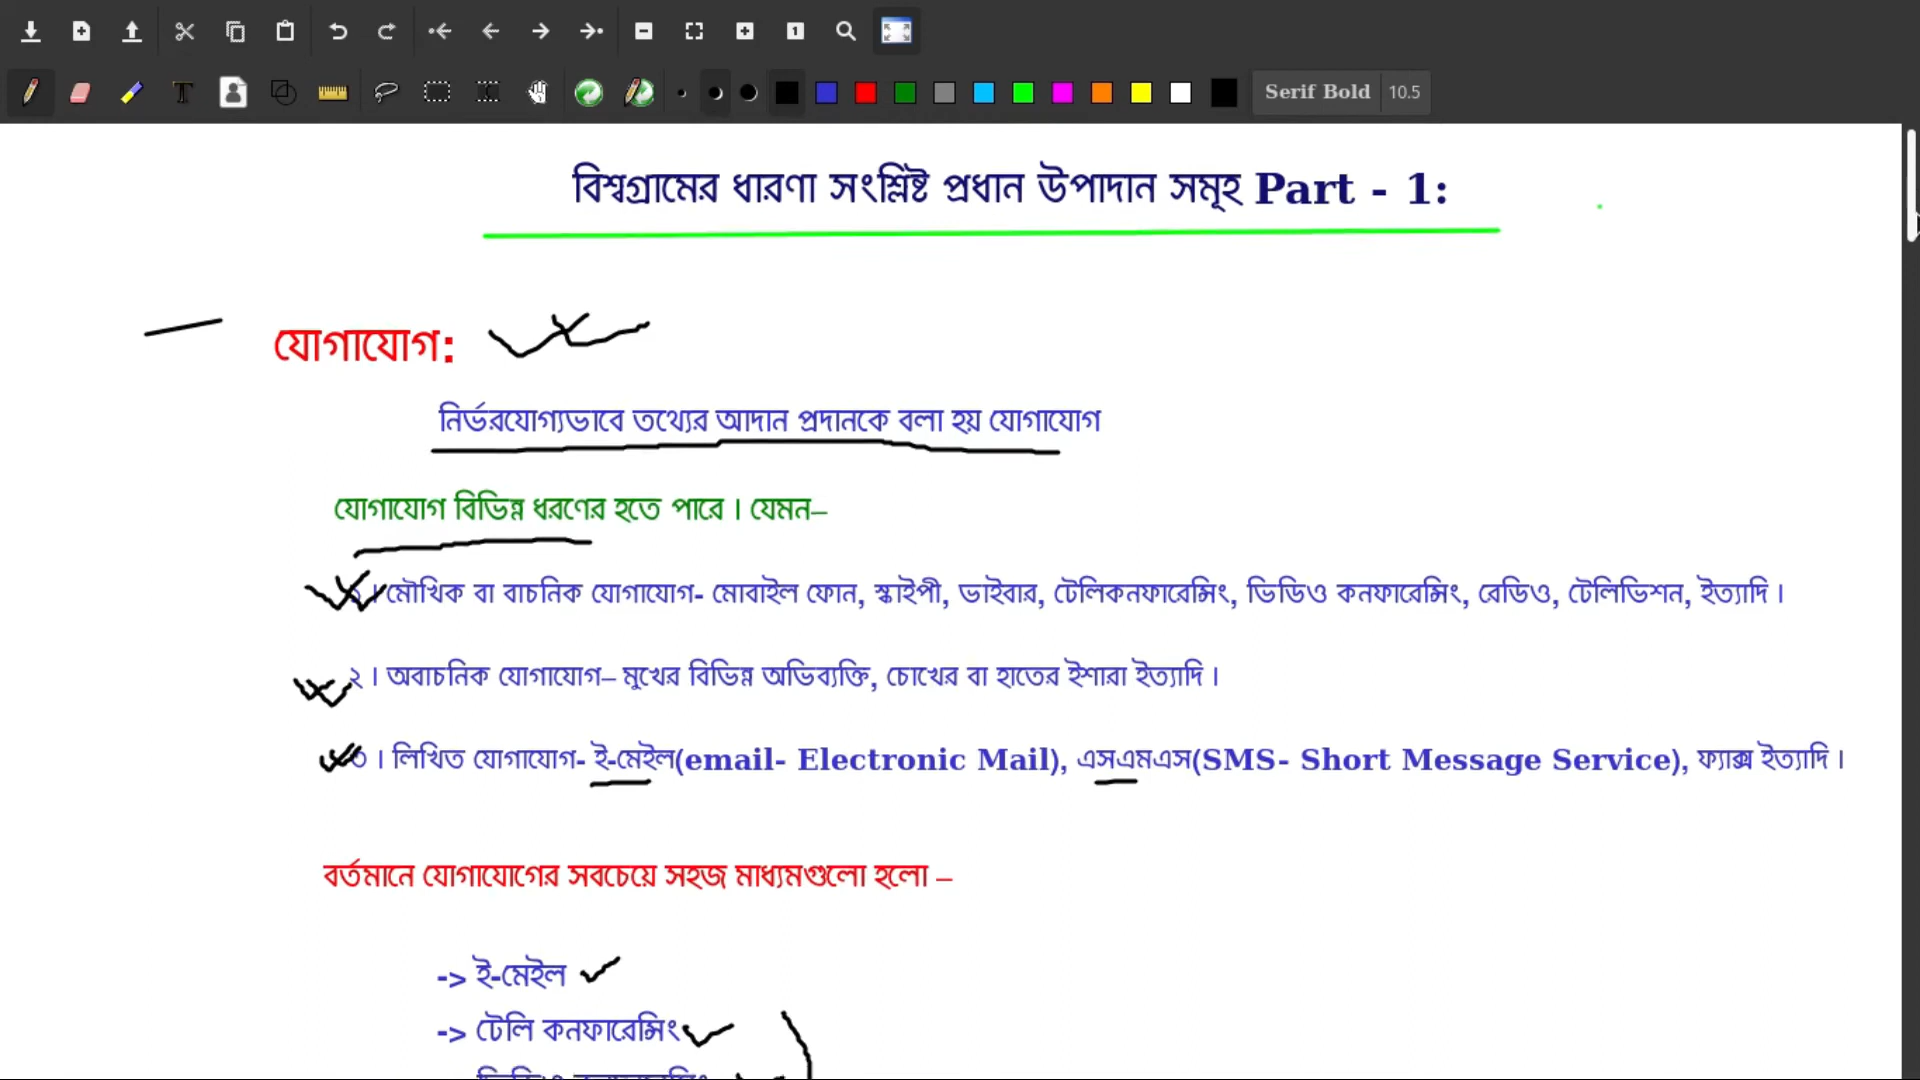 Serif Bold 10.5
বিশ্বগ্রামের ধারণা সংশ্লিষ্ট প্রধান উপাদান সমূহ Part - 1:
যোগাযোগ:
নির্ভরযোগ্যভাবে তথ্যের আদান প্রদানকে বলা হয় যোগাযোগ
যোগাযোগ বিভিন্ন ধরণের হতে পারে । যেমন–
১ । মৌখিক বা বাচনিক যোগাযোগ- মোবাইল ফোন, স্কাইপী, ভাইবার, টেলিকনফারেন্সিং, ভিডিও কনফারেন্সিং, রেডিও, টেলিভিশন, ইত্যাদি ।
২ । অবাচনিক যোগাযোগ– মুখের বিভিন্ন অভিব্যক্তি, চোখের বা হাতের ইশারা ইত্যাদি ।
৩ । লিখিত যোগাযোগ- ই-মেইল(email- Electronic Mail), এসএমএস(SMS- Short Message Service), ফ্যাক্স ইত্যাদি ।
বর্তমানে যোগাযোগের সবচেয়ে সহজ মাধ্যমগুলো হলো –
-> ই-মেইল
-> টেলি কনফারেন্সিং